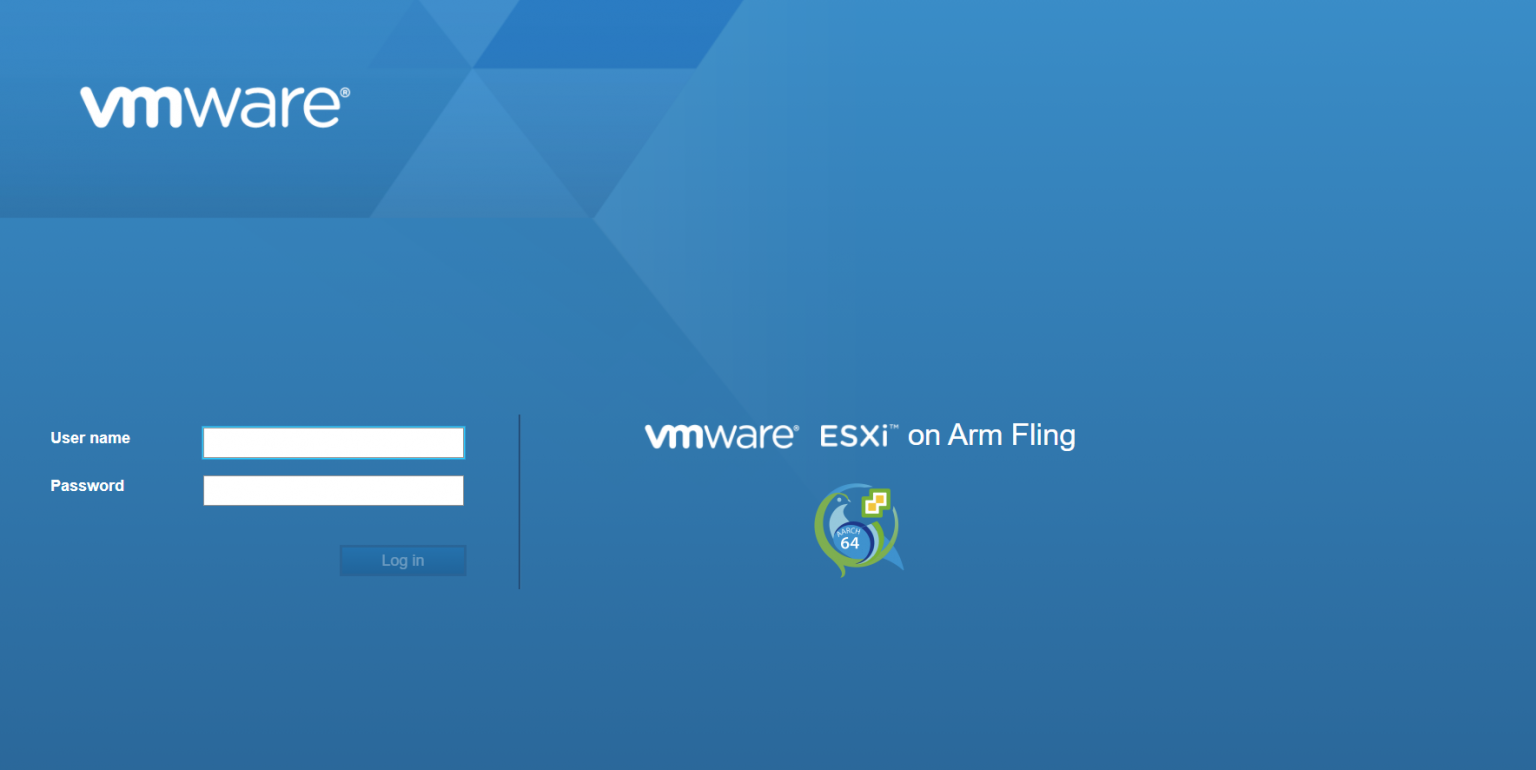 vmware®
User name
Password
Log in
vmware® ESXi™ on Arm Fling
AARCH
64